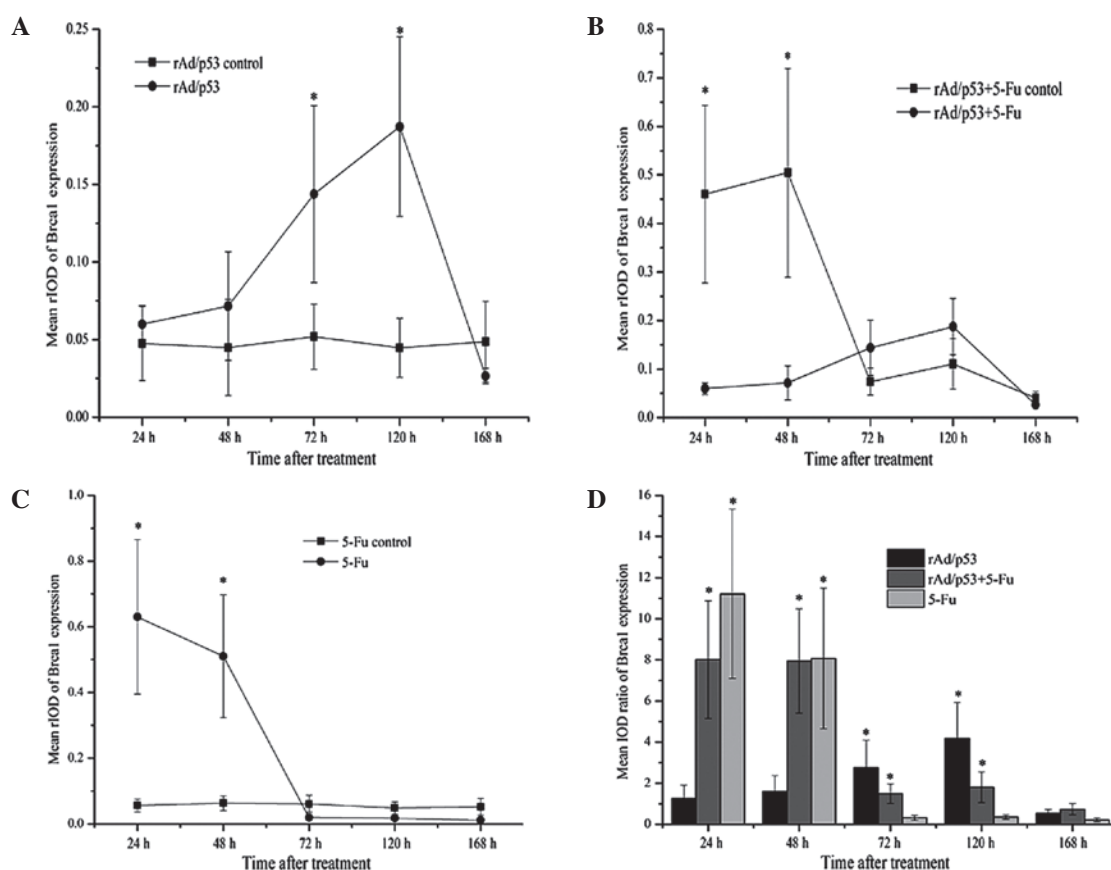 A
*
*
rAd/p53 control
rAd/p53
Mean rIOD of Brca1 expression
0.25
0.20
0.15
0.10
0.05
0.00
24 h 48 h 72 h 120 h 168 h
Time after treatment
B
*
*
rAd/p53+5-Fu contol
rAd/p53+5-Fu
Mean rIOD of Brca1 expression
0.8
0.7
0.6
0.5
0.4
0.3
0.2
0.1
0.0
24 h 48 h 72 h 120 h 168 h
Time after treatment
C
*
*
5-Fu control
5-Fu
Mean rIOD of Brca1 expression
1.0
0.8
0.6
0.4
0.2
0.0
24 h 48 h 72 h 120 h 168 h
Time after treatment
D
*
*
*
*
*
*
*
*
rAd/p53
rAd/p53+5-Fu
5-Fu
Mean IOD ratio of Brca1 expression
16
14
12
10
8
6
4
2
0
24 h 48 h 72 h 120 h 168 h
Time after treatment